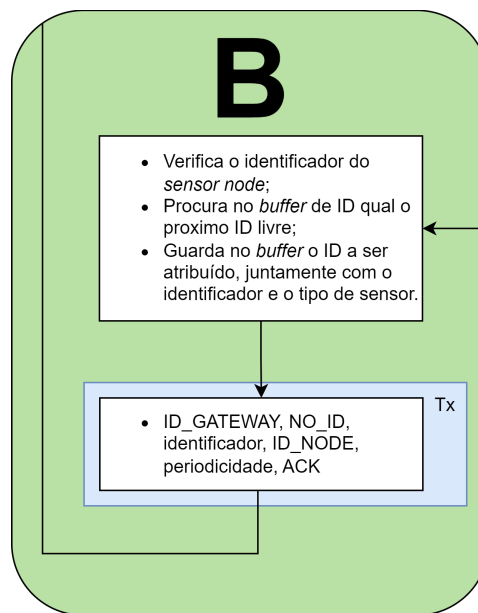 B
• Verifica o identificador do
sensor node;
• Procura no buffer de ID qual o
proximo ID livre;
• Guarda no buffer o ID a ser
atribuído, juntamente com o
identificador e o tipo de sensor.
Tx
• ID_GATEWAY, NO_ID,
identificador, ID_NODE,
periodicidade, ACK